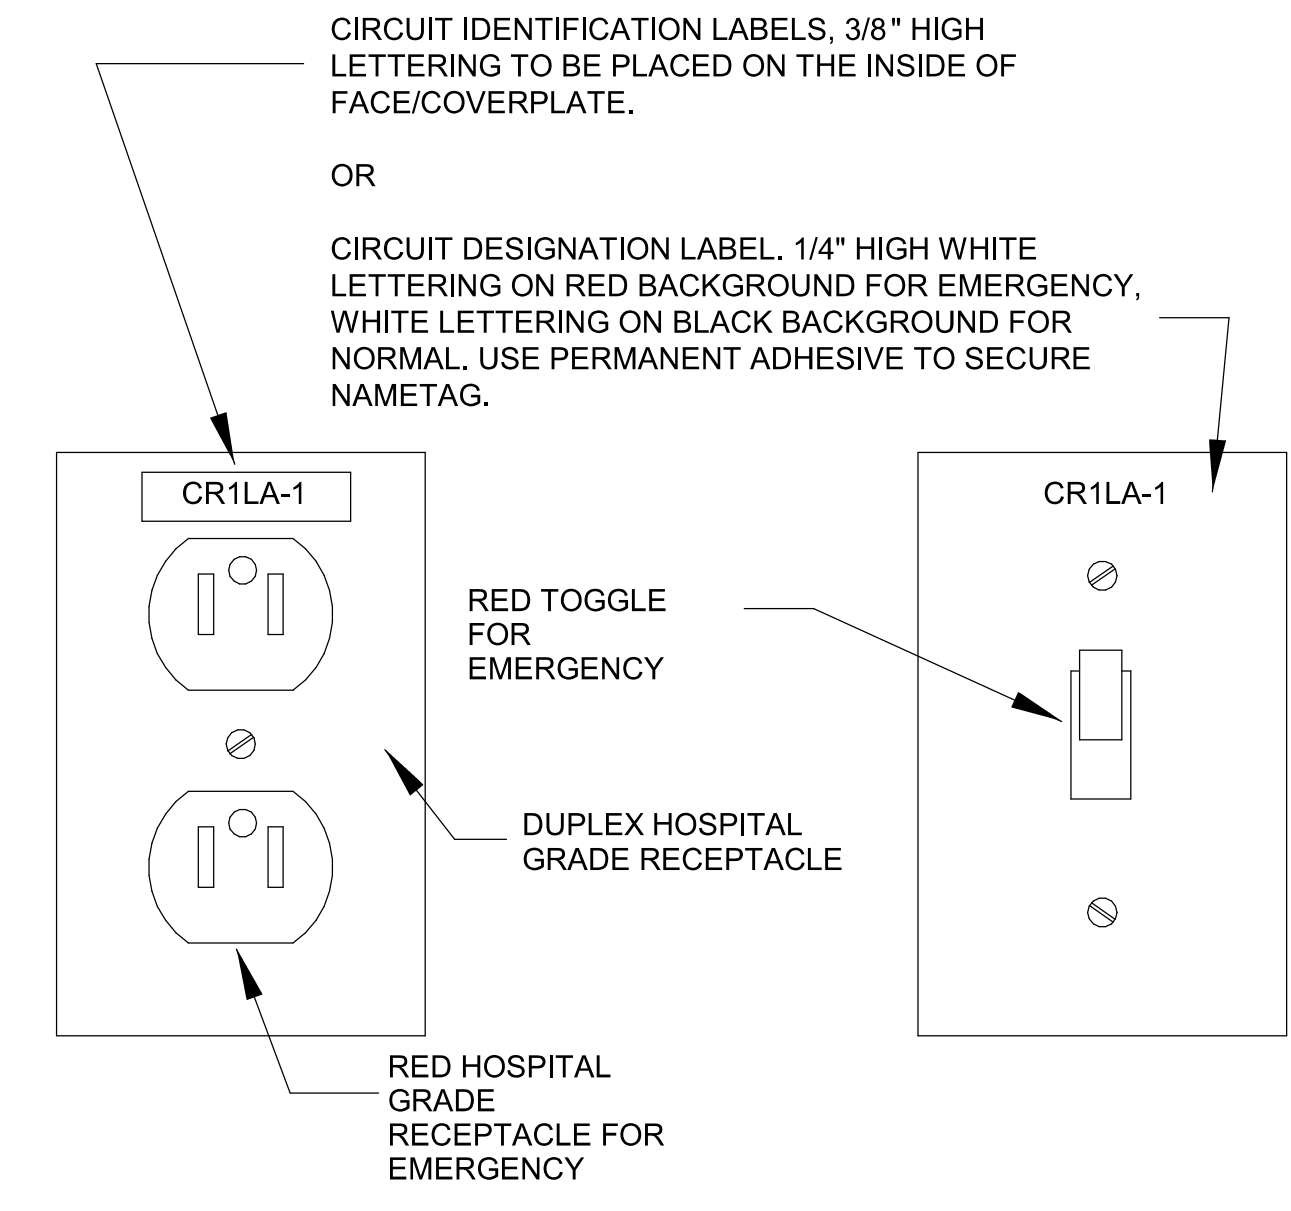 CIRCUIT IDENTIFICATION LABELS, 3/8" HIGH
LETTERING TO BE PLACED ON THE INSIDE OF
FACE/COVERPLATE.
OR
CIRCUIT DESIGNATION LABEL. 1/4" HIGH WHITE
LETTERING ON RED BACKGROUND FOR EMERGENCY,
WHITE LETTERING ON BLACK BACKGROUND FOR
NORMAL. USE PERMANENT ADHESIVE TO SECURE
NAMETAG.
CR1LA-1
CR1LA-1
RED TOGGLE
FOR
EMERGENCY
DUPLEX HOSPITAL
GRADE RECEPTACLE
RED HOSPITAL
GRADE
RECEPTACLE FOR
EMERGENCY